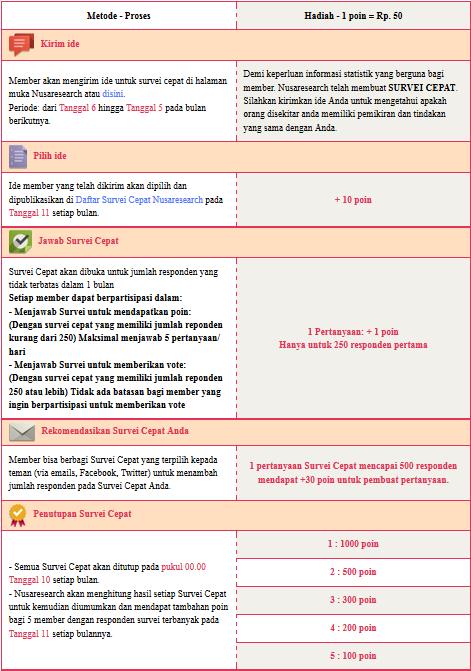 Metode - Proses
Hadiah - 1 poin = Rp. 50
Kirim ide
Member akan mengirim ide untuk survei cepat di halaman
muka Nusaresearch atau disini.
Periode: dari Tanggal 6 hingga Tanggal 5 pada bulan
berikutnya.
Demi keperluan informasi statistik yang berguna bagi
member. Nusaresearch telah membuat SURVEI CEPAT.
Silahkan kirimkan ide Anda untuk mengetahui apakah
orang disekitar anda memiliki pemikiran dan tindakan
yang sama dengan Anda.
Pilih ide
Ide member yang telah dikirim akan dipilih dan
dipublikasikan di Daftar Survei Cepat Nusaresearch pada
Tanggal 11 setiap bulan.
+ 10 poin
Jawab Survei Cepat
Survei Cepat akan dibuka untuk jumlah responden yang
tidak terbatas dalam 1 bulan
Setiap member dapat berpartisipasi dalam:
- Menjawab Survei untuk mendapatkan poin:
(Dengan survei cepat yang memiliki jumlah reponden
kurang dari 250) Maksimal menjawab 5 pertanyaan/
hari
- Menjawab Survei untuk memberikan vote:
(Dengan survei cepat yang memiliki jumlah reponden
250 atau lebih) Tidak ada batasan bagi member yang
ingin berpartisipasi untuk memberikan vote
1 Pertanyaan: + 1 poin
Hanya untuk 250 responden pertama
Rekomendasikan Survei Cepat Anda
Member bisa berbagi Survei Cepat yang terpilih kepada
teman (via emails, Facebook, Twitter) untuk menambah
jumlah responden pada Survei Cepat Anda.
1 pertanyaan Survei Cepat mencapai 500 responden
mendapat +30 poin untuk pembuat pertanyaan.
Penutupan Survei Cepat
- Semua Survei Cepat akan ditutup pada pukul 00.00
Tanggal 10 setiap bulan.
- Nusaresearch akan menghitung hasil setiap Survei Cepat
untuk kemudian diumumkan dan mendapat tambahan poin
bagi 5 member dengan responden survei terbanyak pada
Tanggal 11 setiap bulannya.
1 : 1000 poin
2 : 500 poin
3 : 300 poin
4 : 200 poin
5 : 100 poin